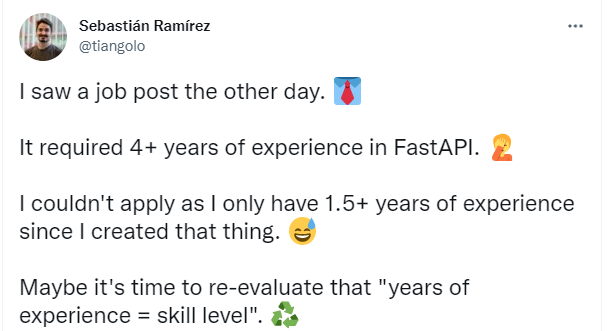 Sebastián Ramírez
@tiangolo
I saw a job post the other day. 👔
It required 4+ years of experience in FastAPI. 🤦
I couldn't apply as I only have 1.5+ years of experience
since I created that thing. 😅
Maybe it's time to re-evaluate that "years of
experience = skill level". ♻️